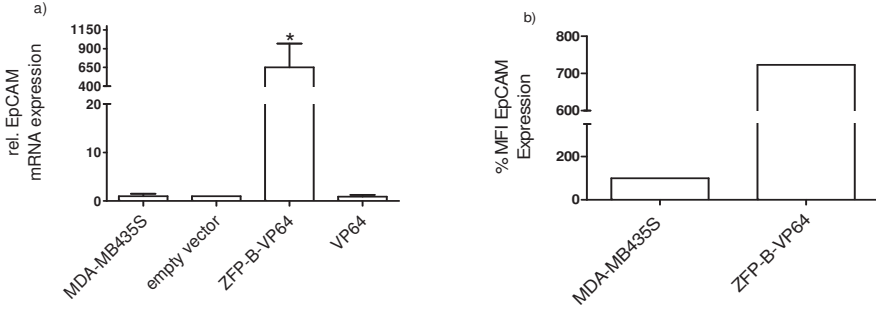 a)
rel. EpCAM
mRNA expression
1150
900
650
400
20
10
0
*
MDA-MB435S
empty vector
ZFP-B-VP64
VP64
b)
% MFI EpCAM
Expression
800
700
600
200
0
MDA-MB435S
ZFP-B-VP64